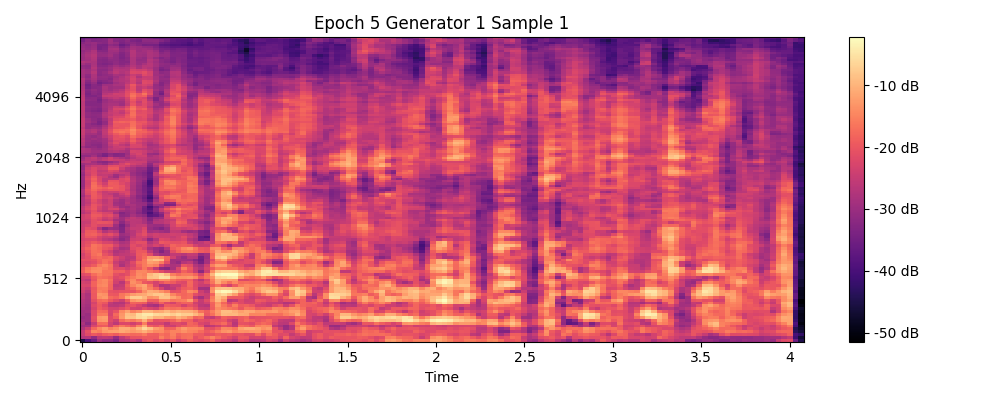 Epoch 5 Generator 1 Sample 1
Hz
4096
2048
1024
512
0
0 0.5 1 1.5 2 2.5 3 3.5 4
Time
-10 dB
-20 dB
-30 dB
-40 dB
-50 dB